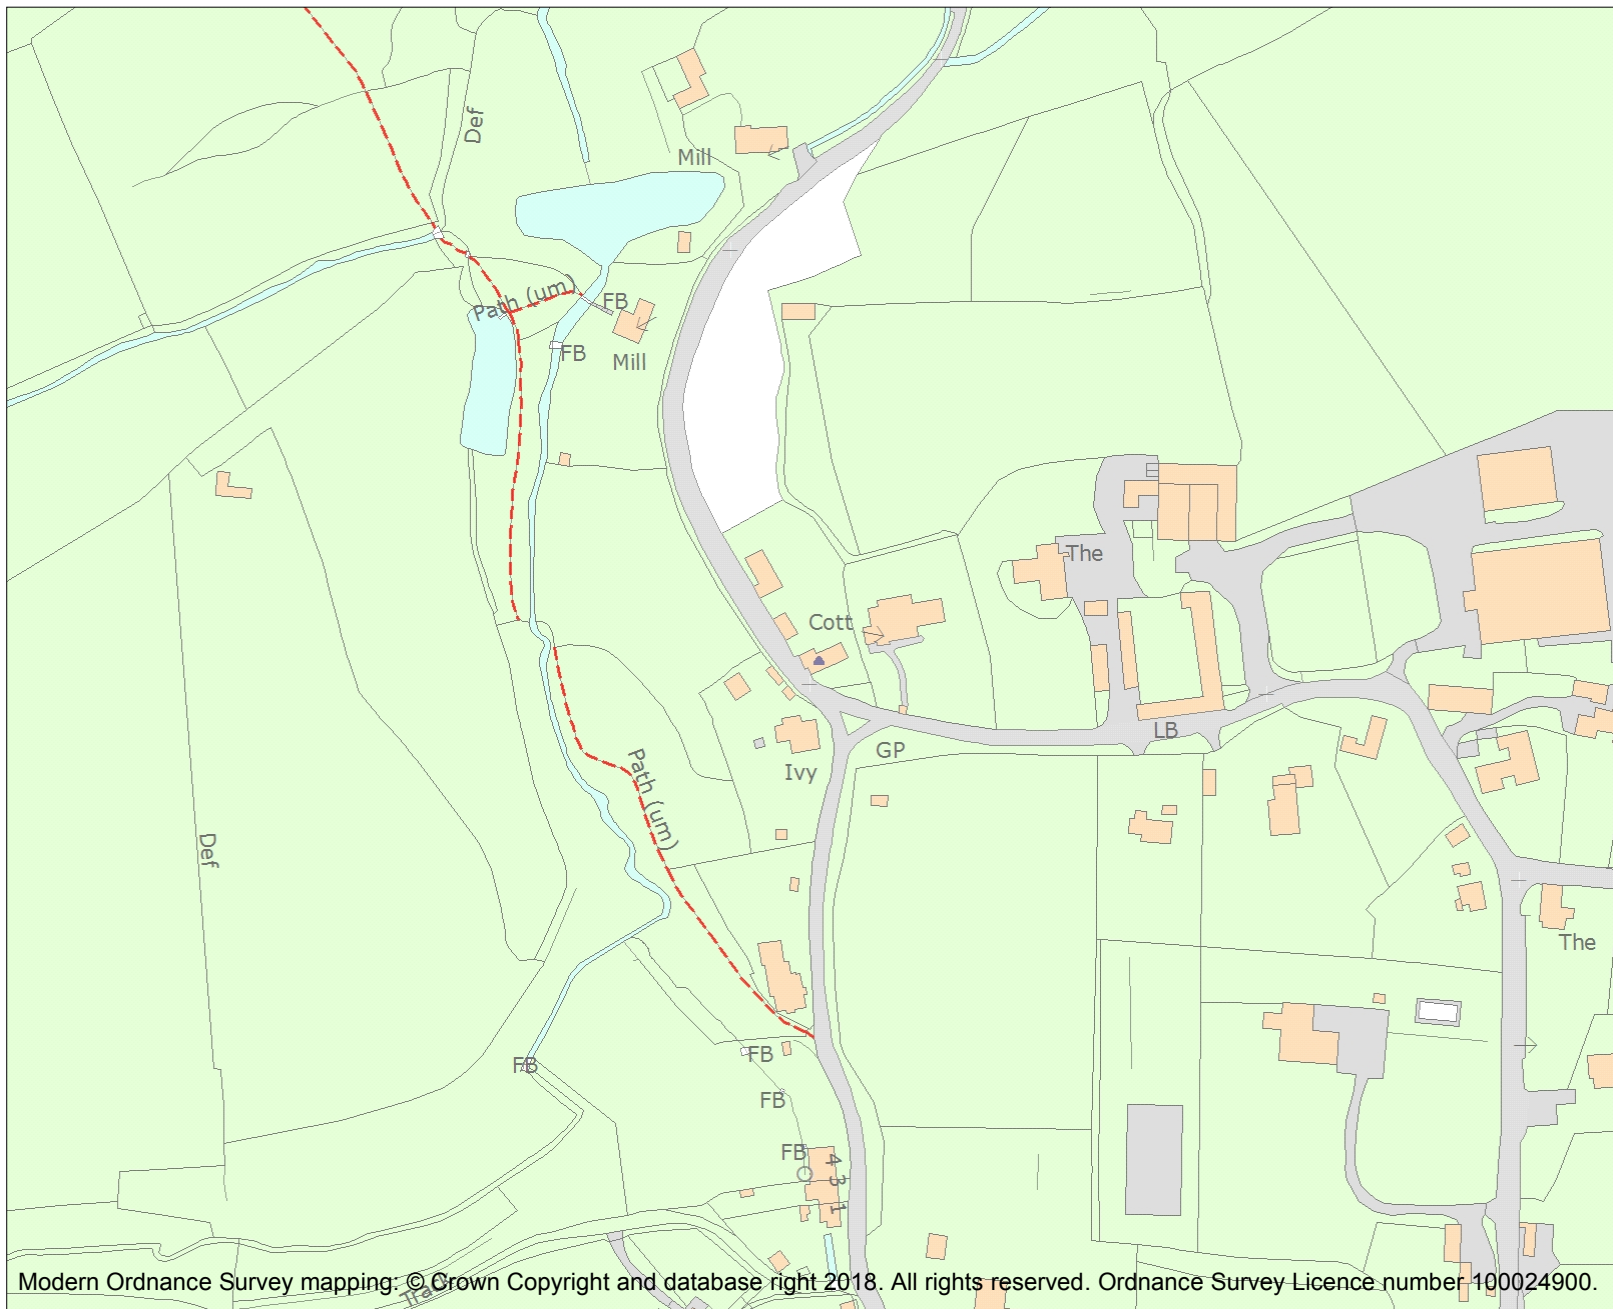 Def
Mill
Path (um)
FB
FB
Mill
The
Cott
LB
GP
Ivy
Path (um)
Def
The
FB
FB
FB
FB
4
3
1
Track
Modern Ordnance Survey mapping: © Crown Copyright and database right 2018. All rights reserved. Ordnance Survey Licence number 100024900.